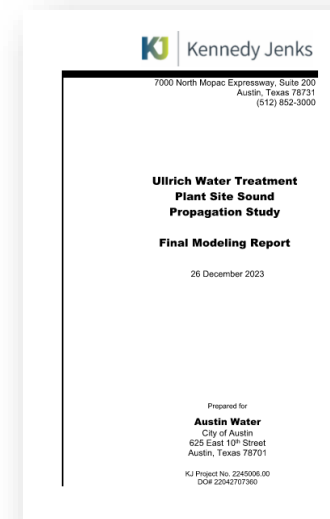 KJ Kennedy Jenks
7000 North Mopac Expressway, Suite 200
Austin, Texas 78731
(512) 852-3000
Ullrich Water Treatment
Plant Site Sound
Propagation Study
Final Modeling Report
26 December 2023
Prepared for
Austin Water
City of Austin
625 East 10th Street
Austin, Texas 78701
KJ Project No. 2245006.00
DO# 22042707360